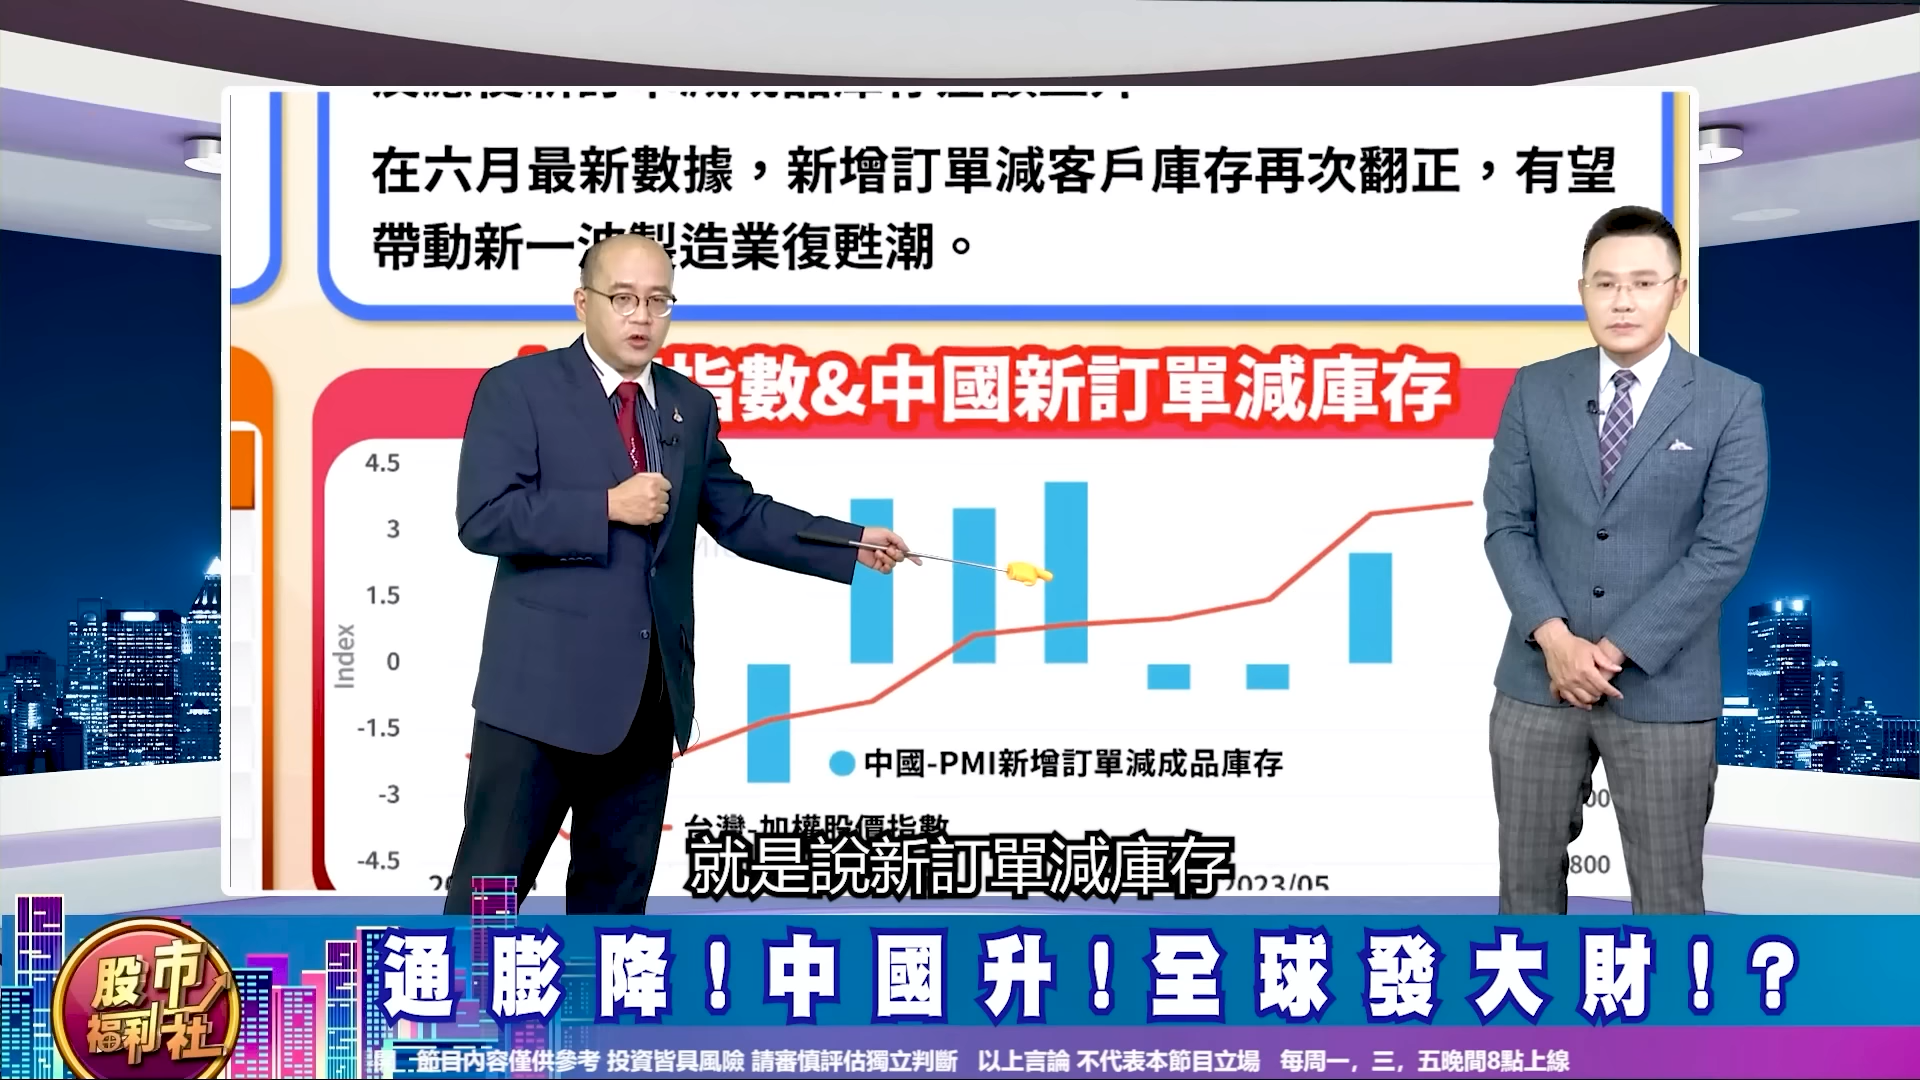 在六月最新數據，新增訂單減客戶庫存再次翻正，有望
帶動新一波製造業復甦潮。
指數&中國新訂單減庫存
4.5
3
1.5
0
-1.5
-3
-4.5
Index
中國-PMI新增訂單減成品庫存
台灣-加權股價指數
00
800
2023/05
就是說新訂單減庫存
通膨降！中國升！全球發大財！？
股市
福利社
節目內容僅供參考 投資皆具風險 請審慎評估獨立判斷 以上言論 不代表本節目立場 每周一，三，五晚間8點上線